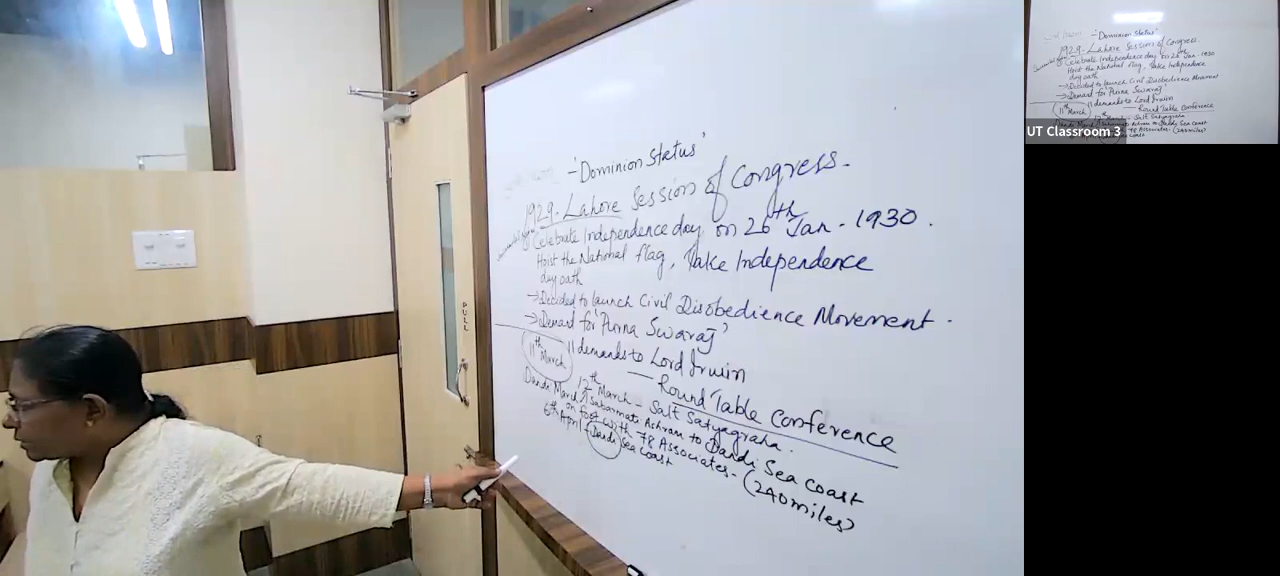 - 'Dominion Status'
1929. Lahore Session of Congress.
Celebrate Independence day on 26th Jan. 1930.
Hoist the National flag, Take Independence
day oath
→ Decided to launch Civil Disobedience Movement.
→ Demand for 'Purna Swaraj'
11th March
11 demands to Lord Irwin
— Round Table Conference
12th March - Salt Satyagraha.
Dandi March, Sabarmate Ashram to Dandi Sea Coast
on foot with 78 Associates - (240 miles)
6th April - Dandi Sea Coast
PULL
UT Classroom 3